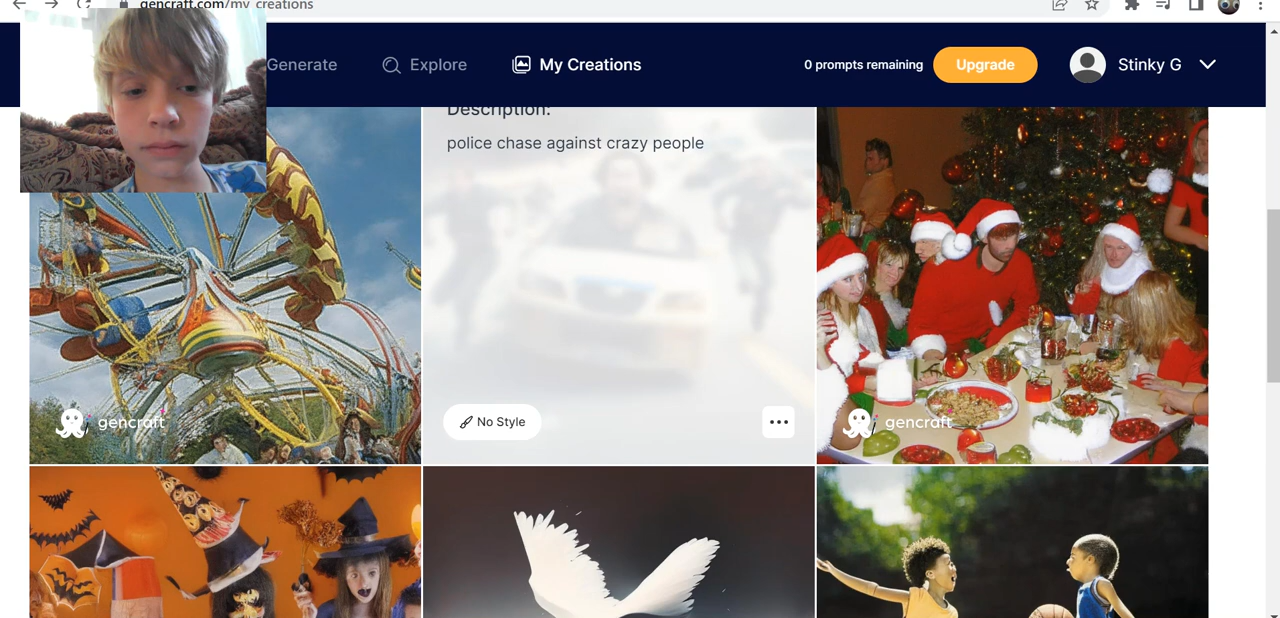 gencraft.com/my_creations
Generate
Explore
My Creations
0 prompts remaining
Upgrade
Stinky G
Description:
police chase against crazy people
No Style
gencraft
gencraft